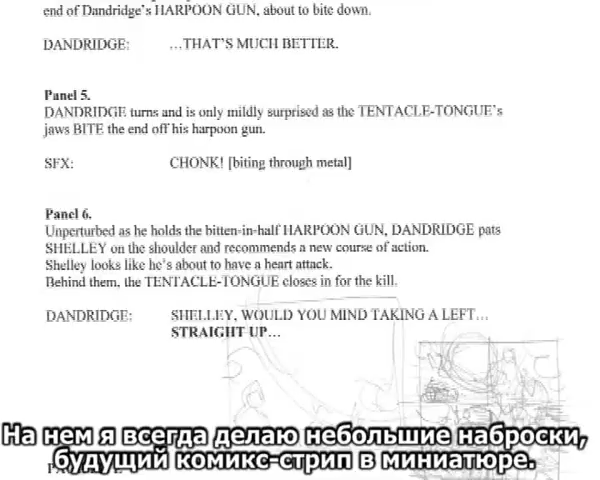 end of Dandridge's HARPOON GUN, about to bite down.
DANDRIDGE: …THAT'S MUCH BETTER.
Panel 5.
DANDRIDGE turns and is only mildly surprised as the TENTACLE-TONGUE's
jaws BITE the end off his harpoon gun.
SFX: CHONK! [biting through metal]
Panel 6.
Unperturbed as he holds the bitten-in-half HARPOON GUN, DANDRIDGE pats
SHELLEY on the shoulder and recommends a new course of action.
Shelley looks like he's about to have a heart attack.
Behind them, the TENTACLE-TONGUE closes in for the kill.
DANDRIDGE: SHELLEY, WOULD YOU MIND TAKING A LEFT…
STRAIGHT UP…
На нем я всегда делаю небольшие наброски,
будущий комикс-стрип в миниатюре.